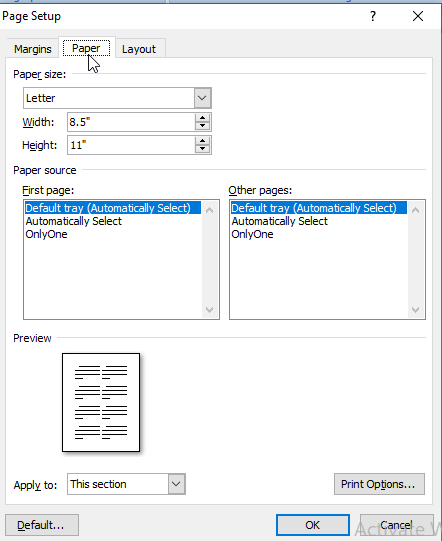 Page Setup ?
Margins Paper Layout
Paper size:
Letter
Width: 8.5"
Height: 11"
Paper source
First page: Other pages:
Default tray (Automatically Select) Default tray (Automatically Select)
Automatically Select Automatically Select
OnlyOne OnlyOne
Preview
Apply to: This section Print Options...
Default... OK Cancel
Activate W